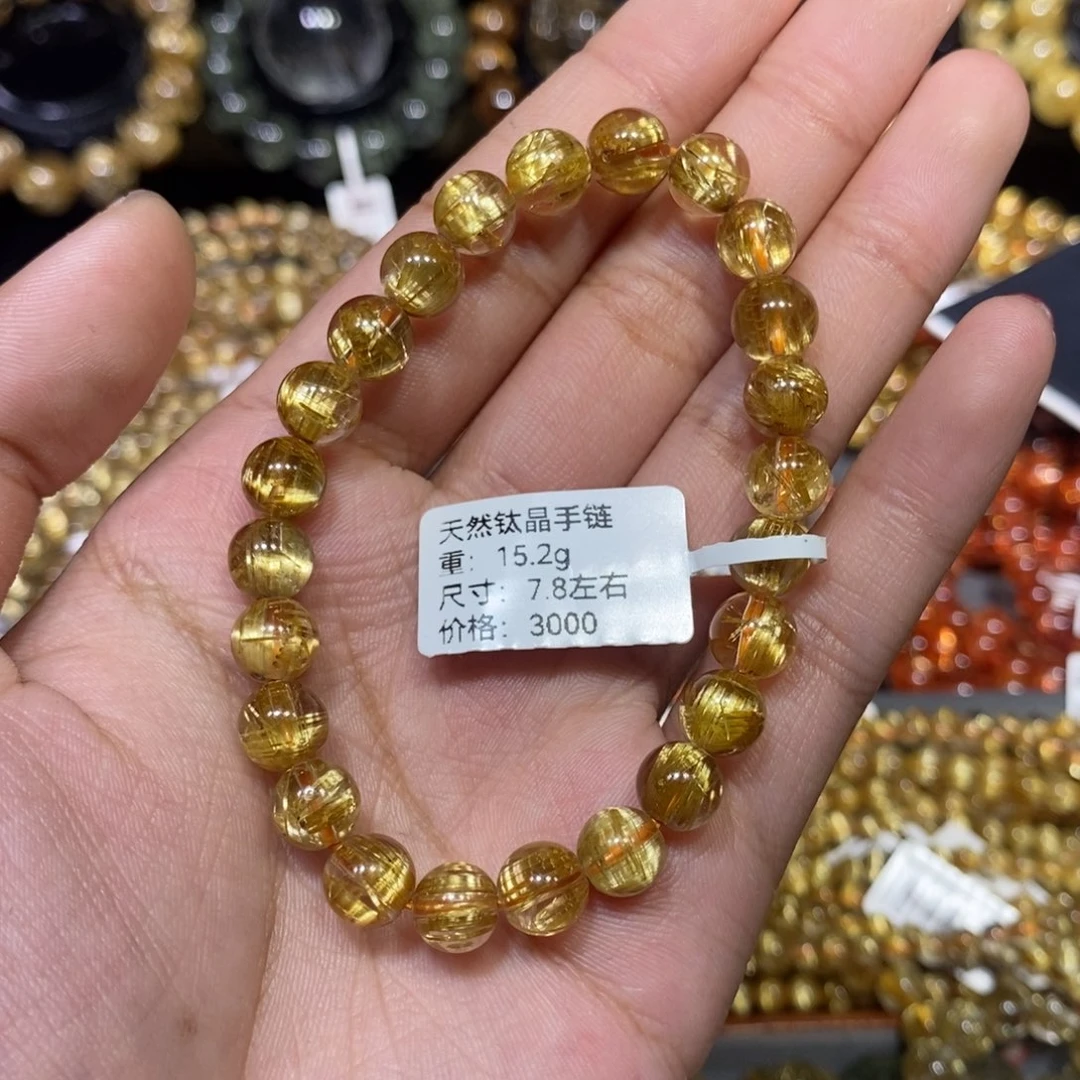 天然钛晶手链
重：15.2g
尺寸：7.8左右
价格：3000